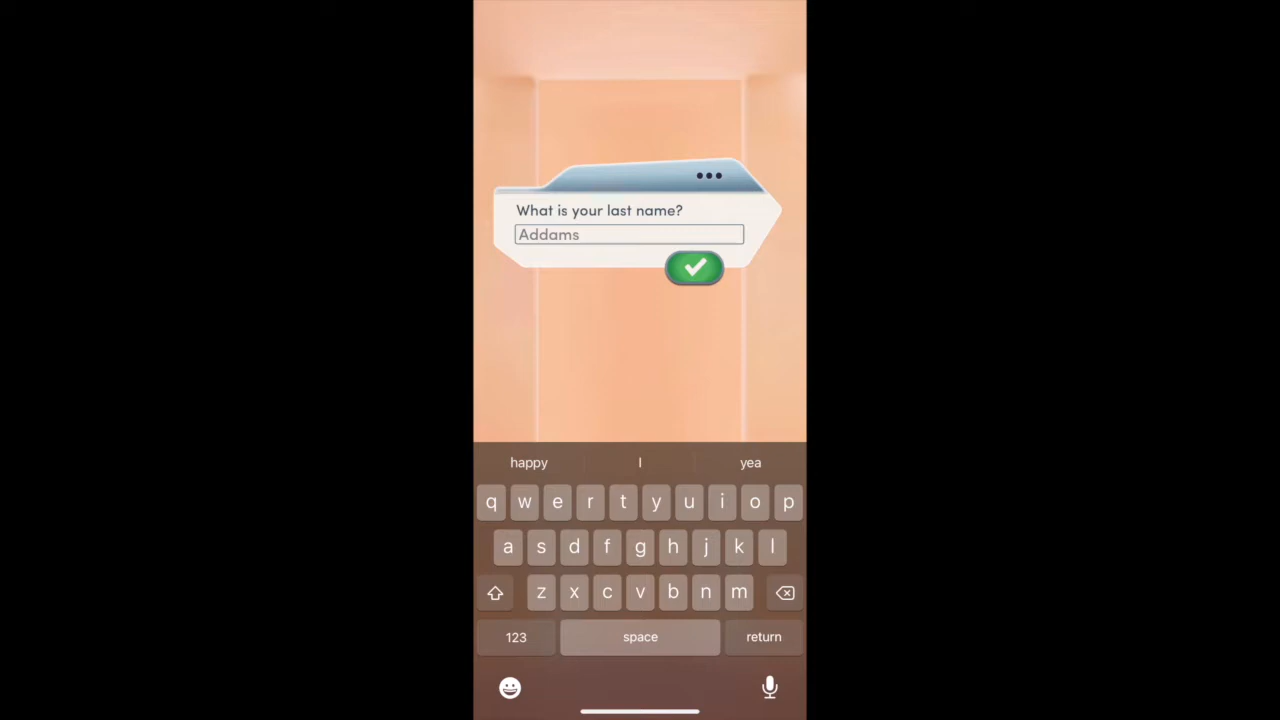 What is your last name?
Addams
happy I yea
q w e r t y u i o p
a s d f g h j k l
z x c v b n m
123 space return